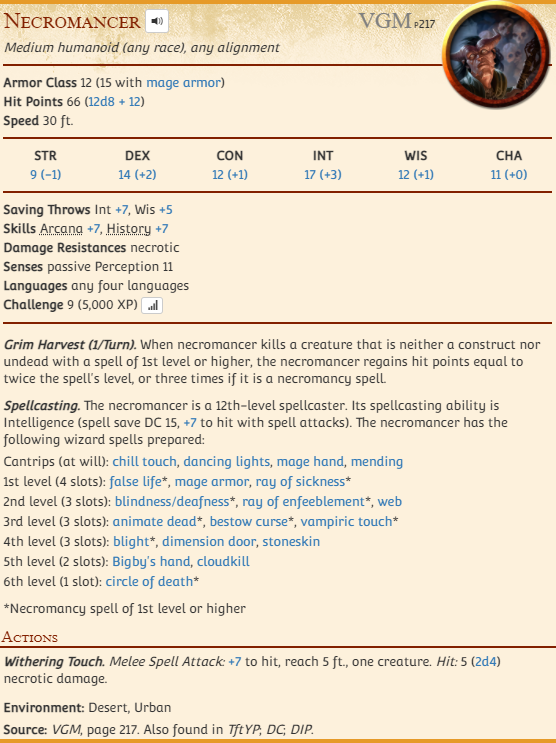 Necromancer VGM P217
Medium humanoid (any race), any alignment
Armor Class 12 (15 with mage armor)
Hit Points 66 (12d8 + 12)
Speed 30 ft.
STR DEX CON INT WIS CHA
9 (−1) 14 (+2) 12 (+1) 17 (+3) 12 (+1) 11 (+0)
Saving Throws Int +7, Wis +5
Skills Arcana +7, History +7
Damage Resistances necrotic
Senses passive Perception 11
Languages any four languages
Challenge 9 (5,000 XP)
Grim Harvest (1/Turn). When necromancer kills a creature that is neither a construct nor
undead with a spell of 1st level or higher, the necromancer regains hit points equal to
twice the spell's level, or three times if it is a necromancy spell.
Spellcasting. The necromancer is a 12th-level spellcaster. Its spellcasting ability is
Intelligence (spell save DC 15, +7 to hit with spell attacks). The necromancer has the
following wizard spells prepared:
Cantrips (at will): chill touch, dancing lights, mage hand, mending
1st level (4 slots): false life*, mage armor, ray of sickness*
2nd level (3 slots): blindness/deafness*, ray of enfeeblement*, web
3rd level (3 slots): animate dead*, bestow curse*, vampiric touch*
4th level (3 slots): blight*, dimension door, stoneskin
5th level (2 slots): Bigby's hand, cloudkill
6th level (1 slot): circle of death*
*Necromancy spell of 1st level or higher
Actions
Withering Touch. Melee Spell Attack: +7 to hit, reach 5 ft., one creature. Hit: 5 (2d4)
necrotic damage.
Environment: Desert, Urban
Source: VGM, page 217. Also found in TftYP; DC; DIP.